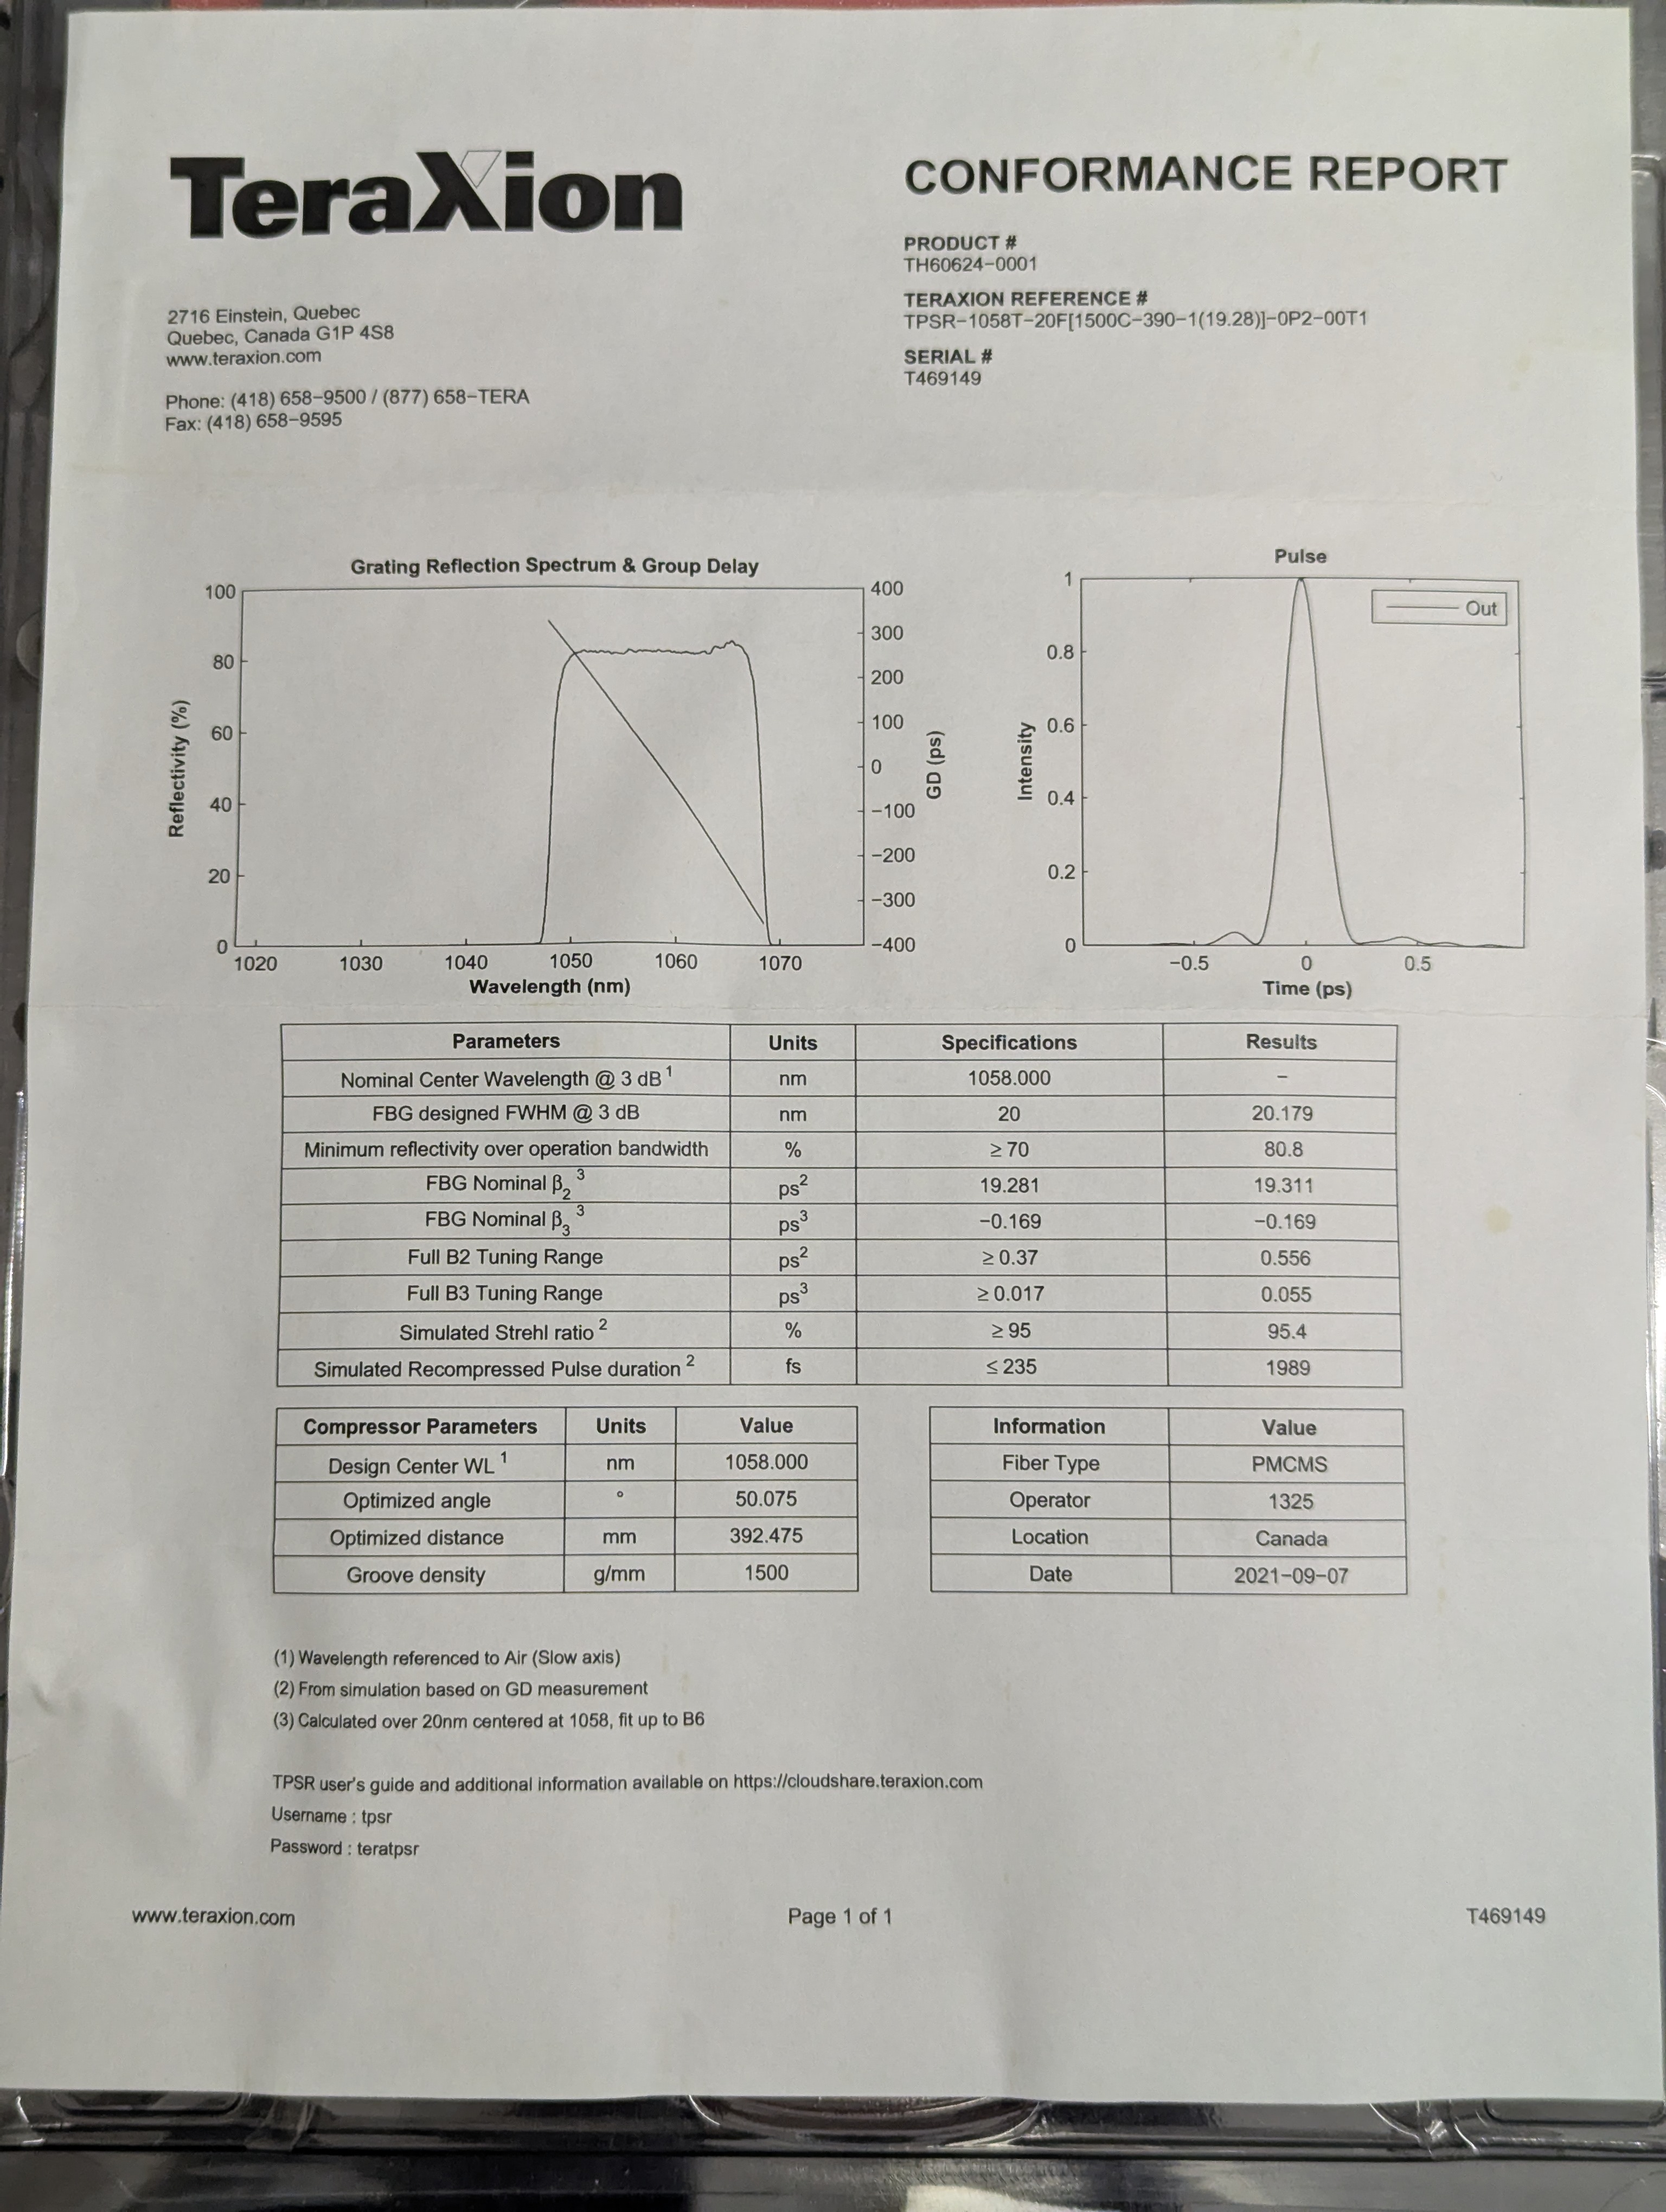 TeraXion
CONFORMANCE REPORT
PRODUCT #
TH60624-0001
TERAXION REFERENCE #
TPSR-1058T-20F[1500C-390-1(19.28)]-0P2-00T1
SERIAL #
T469149
2716 Einstein, Quebec
Quebec, Canada G1P 4S8
www.teraxion.com
Phone: (418) 658-9500 / (877) 658-TERA
Fax: (418) 658-9595
Grating Reflection Spectrum & Group Delay
100
80
60
40
20
0
Reflectivity (%)
1020 1030 1040 1050 1060 1070
Wavelength (nm)
400
300
200
100
0
-100
-200
-300
-400
GD (ps)
Pulse
Out
1
0.8
0.6
0.4
0.2
0
Intensity
-0.5 0 0.5
Time (ps)
Parameters Units Specifications Results
Nominal Center Wavelength @ 3 dB 1 nm 1058.000 -
FBG designed FWHM @ 3 dB nm 20 20.179
Minimum reflectivity over operation bandwidth % ≥ 70 80.8
FBG Nominal β2 3 ps2 19.281 19.311
FBG Nominal β3 3 ps3 -0.169 -0.169
Full B2 Tuning Range ps2 ≥ 0.37 0.556
Full B3 Tuning Range ps3 ≥ 0.017 0.055
Simulated Strehl ratio 2 % ≥ 95 95.4
Simulated Recompressed Pulse duration 2 fs ≤ 235 1989
Compressor Parameters Units Value
Design Center WL 1 nm 1058.000
Optimized angle ° 50.075
Optimized distance mm 392.475
Groove density g/mm 1500
Information Value
Fiber Type PMCMS
Operator 1325
Location Canada
Date 2021-09-07
(1) Wavelength referenced to Air (Slow axis)
(2) From simulation based on GD measurement
(3) Calculated over 20nm centered at 1058, fit up to B6
TPSR user's guide and additional information available on https://cloudshare.teraxion.com
Username : tpsr
Password : teratpsr
www.teraxion.com Page 1 of 1 T469149